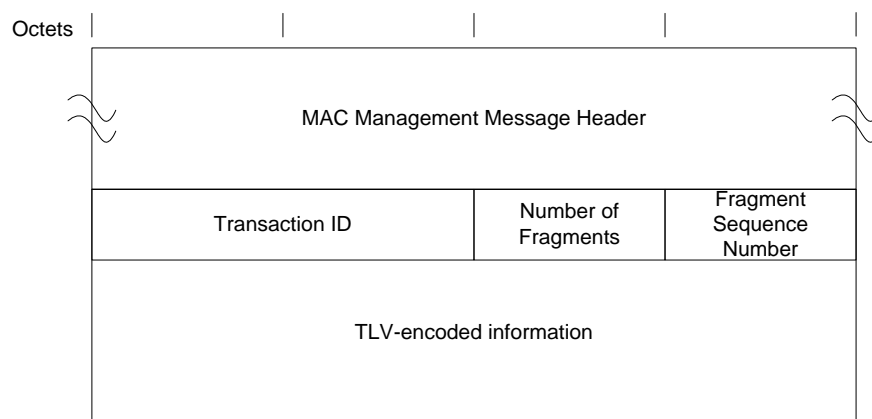 Octets
MAC Management Message Header
Transaction ID
Number of
Fragments
Fragment
Sequence
Number
TLV-encoded information